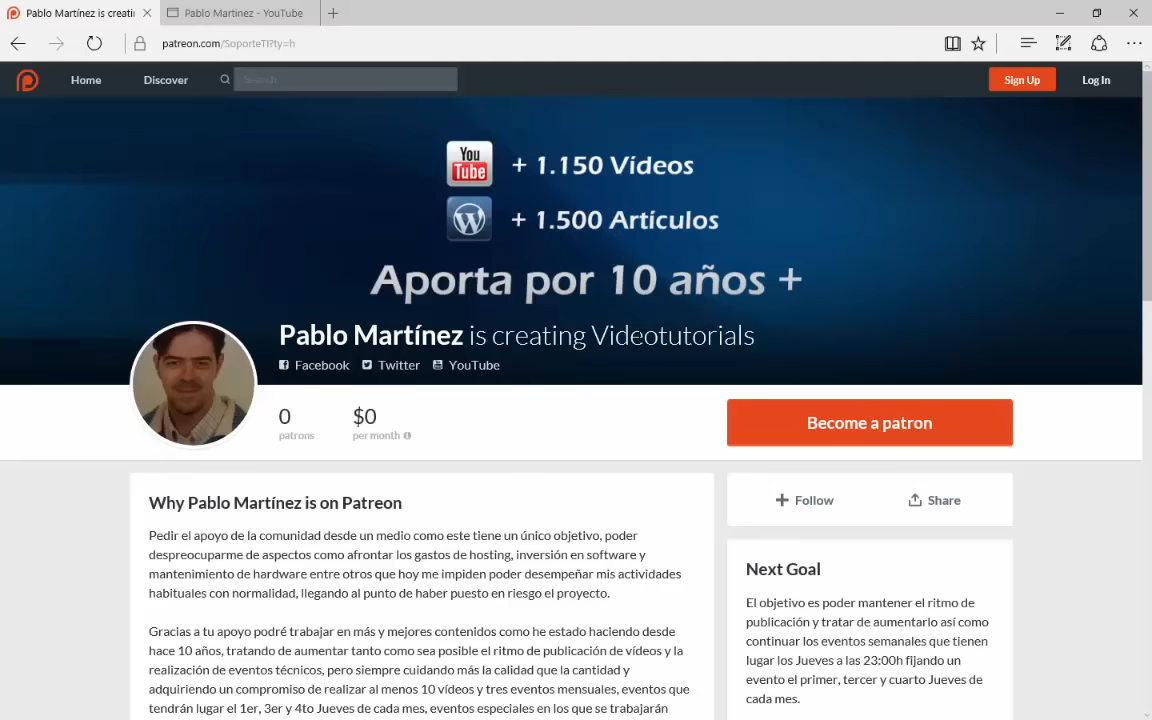 Pablo Martínez is creati
Pablo Martinez - YouTube
patreon.com/SoporteTI?ty=h
Home
Discover
Search
Sign Up
Log In
You
Tube
+ 1.150 Vídeos
+ 1.500 Artículos
Aporta por 10 años +
Pablo Martínez is creating Videotutorials
Facebook
Twitter
YouTube
0
patrons
$0
per month
Become a patron
Why Pablo Martínez is on Patreon
Pedir el apoyo de la comunidad desde un medio como este tiene un único objetivo, poder
despreocuparme de aspectos como afrontar los gastos de hosting, inversión en software y
mantenimiento de hardware entre otros que hoy me impiden poder desempeñar mis actividades
habituales con normalidad, llegando al punto de haber puesto en riesgo el proyecto.
Gracias a tu apoyo podré trabajar en más y mejores contenidos como he estado haciendo desde
hace 10 años, tratando de aumentar tanto como sea posible el ritmo de publicación de vídeos y la
realización de eventos técnicos, pero siempre cuidando más la calidad que la cantidad y
adquiriendo un compromiso de realizar al menos 10 vídeos y tres eventos mensuales, eventos que
tendrán lugar el 1er, 3er y 4to Jueves de cada mes, eventos especiales en los que se trabajarán
Follow
Share
Next Goal
El objetivo es poder mantener el ritmo de
publicación y tratar de aumentarlo así como
continuar los eventos semanales que tienen
lugar los Jueves a las 23:00h fijando un
evento el primer, tercer y cuarto Jueves de
cada mes.